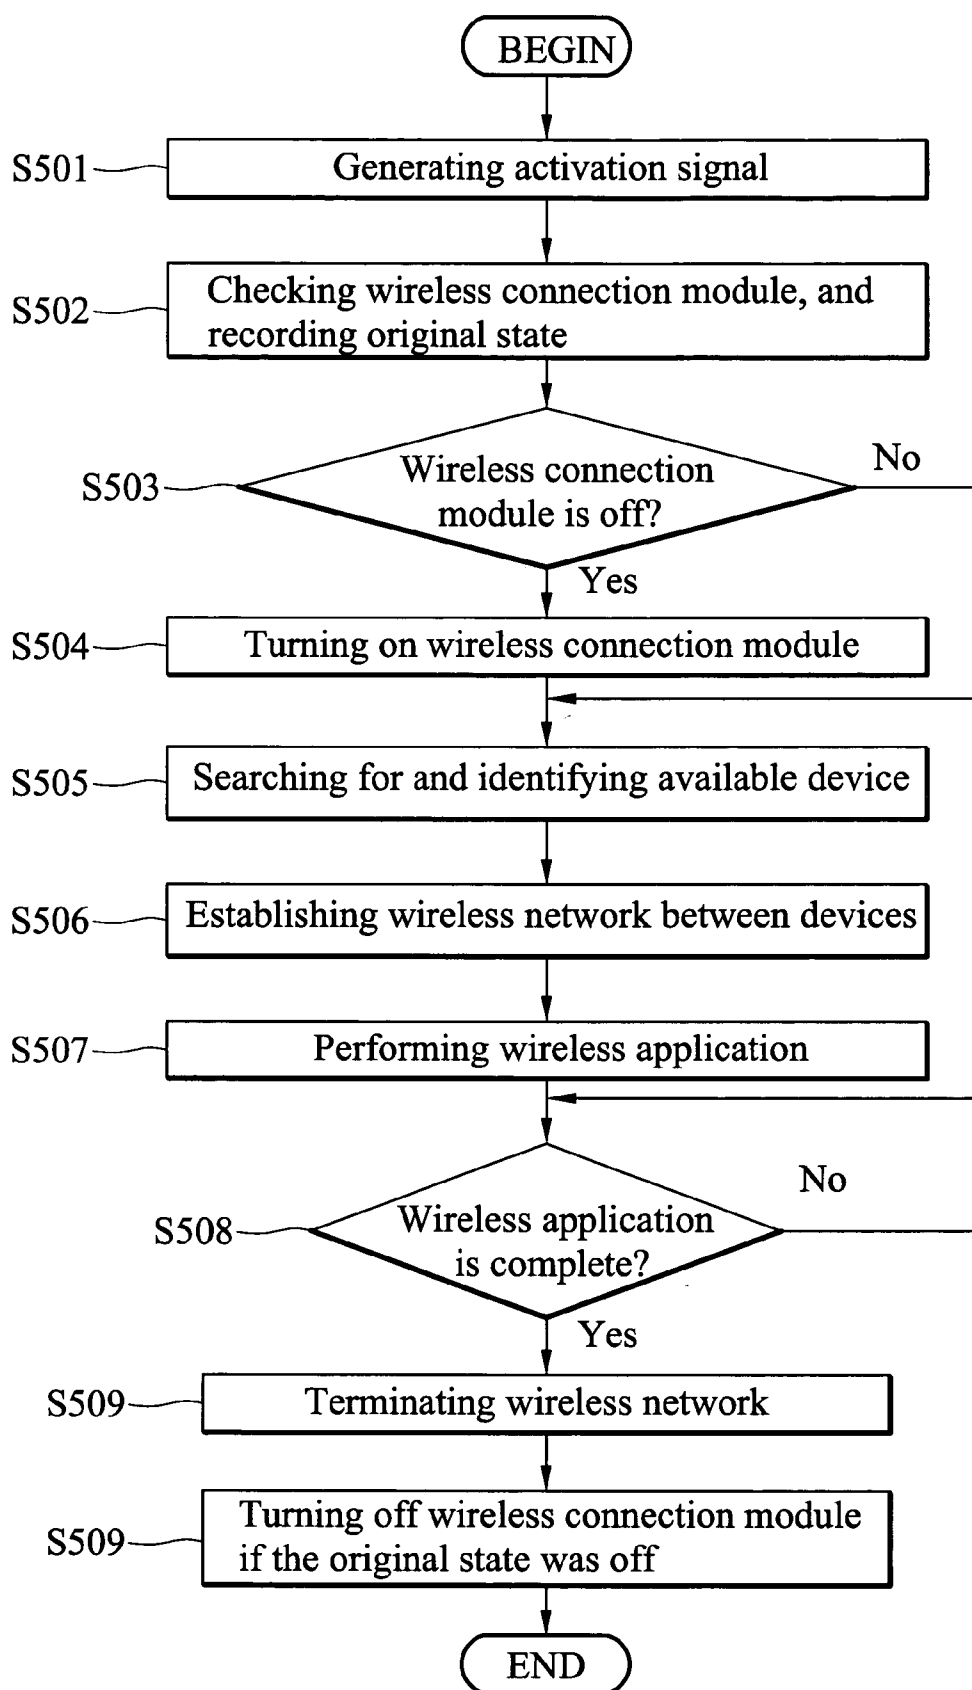 BEGIN
S501
Generating activation signal
S502
Checking wireless connection module, and
recording original state
S503
Wireless connection
module is off?
No
Yes
S504
Turning on wireless connection module
S505
Searching for and identifying available device
S506
Establishing wireless network between devices
S507
Performing wireless application
S508
Wireless application
is complete?
No
Yes
S509
Terminating wireless network
S509
Turning off wireless connection module
if the original state was off
END